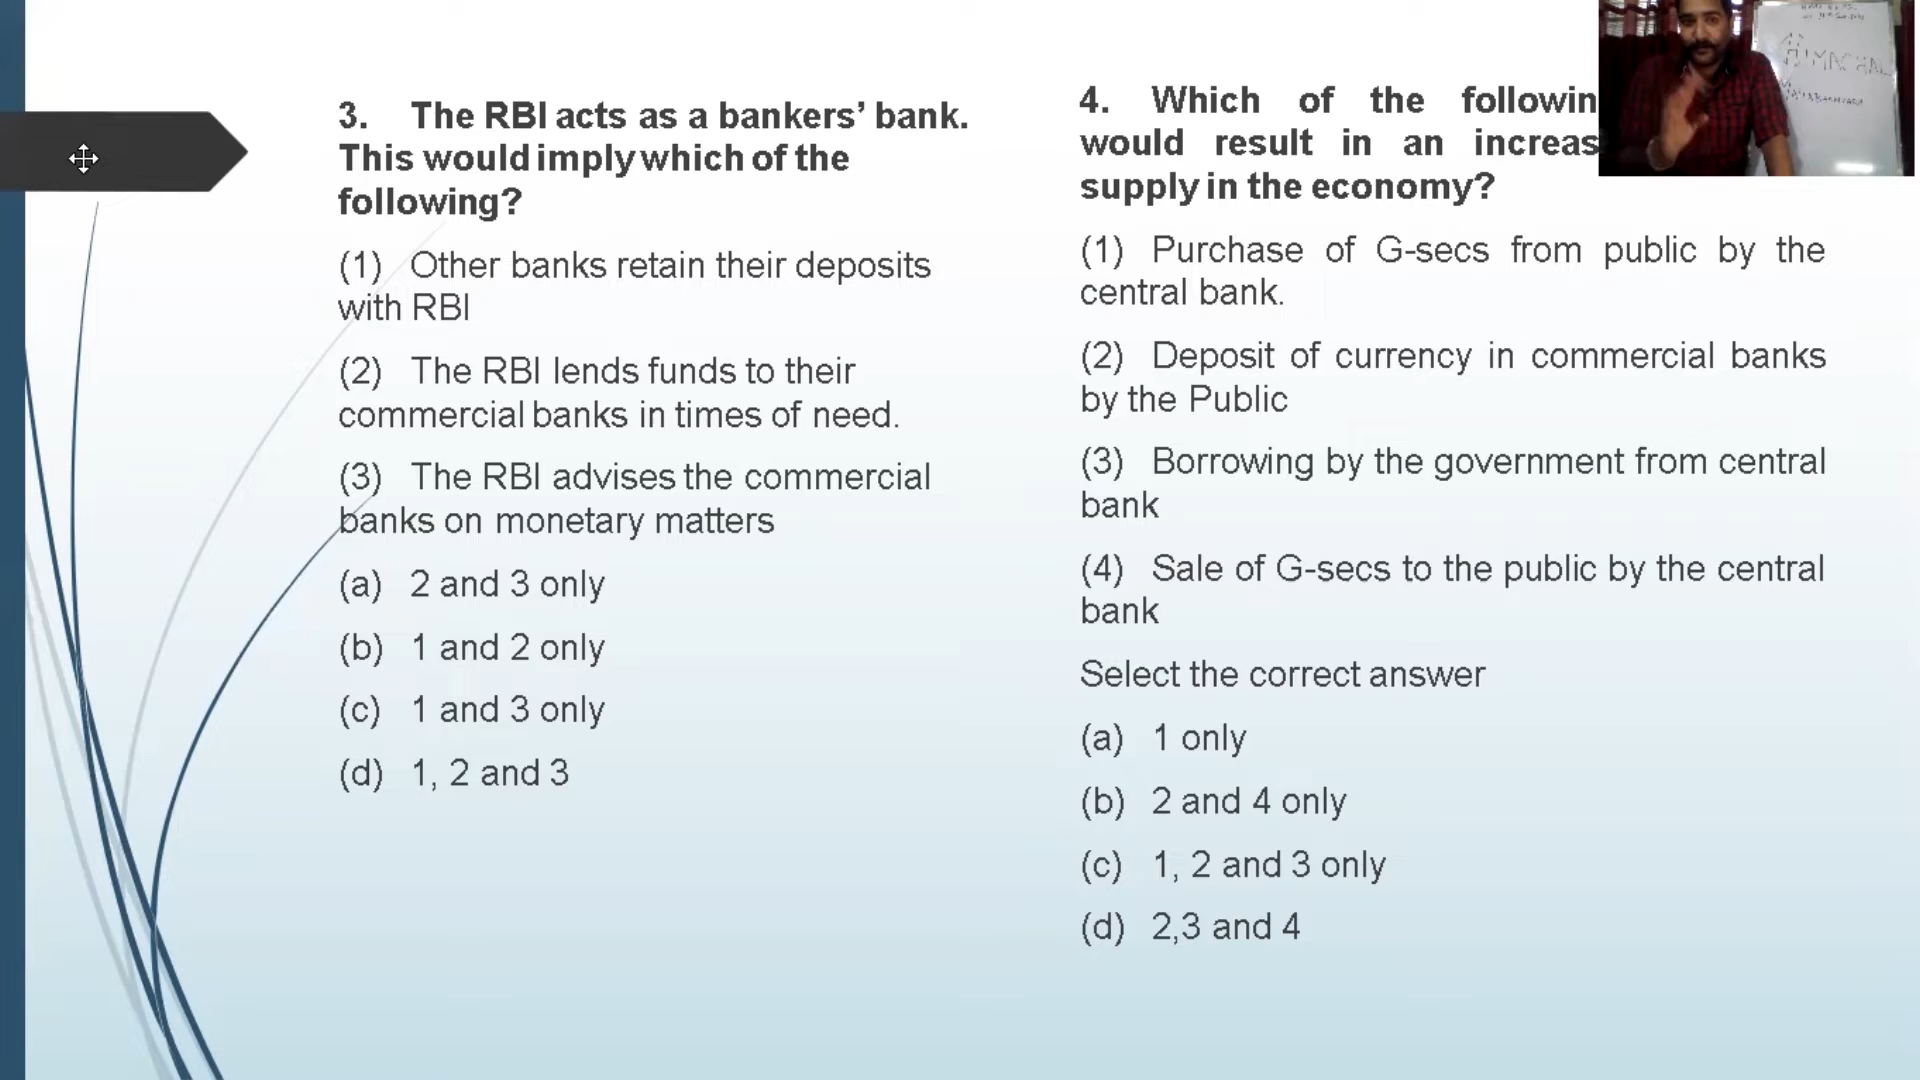 3. The RBI acts as a bankers’ bank.
This would imply which of the
following?
(1) Other banks retain their deposits
with RBI
(2) The RBI lends funds to their
commercial banks in times of need.
(3) The RBI advises the commercial
banks on monetary matters
(a) 2 and 3 only
(b) 1 and 2 only
(c) 1 and 3 only
(d) 1, 2 and 3
4. Which of the followin
would result in an increas
supply in the economy?
(1) Purchase of G-secs from public by the
central bank.
(2) Deposit of currency in commercial banks
by the Public
(3) Borrowing by the government from central
bank
(4) Sale of G-secs to the public by the central
bank
Select the correct answer
(a) 1 only
(b) 2 and 4 only
(c) 1, 2 and 3 only
(d) 2,3 and 4
HIMACHAL